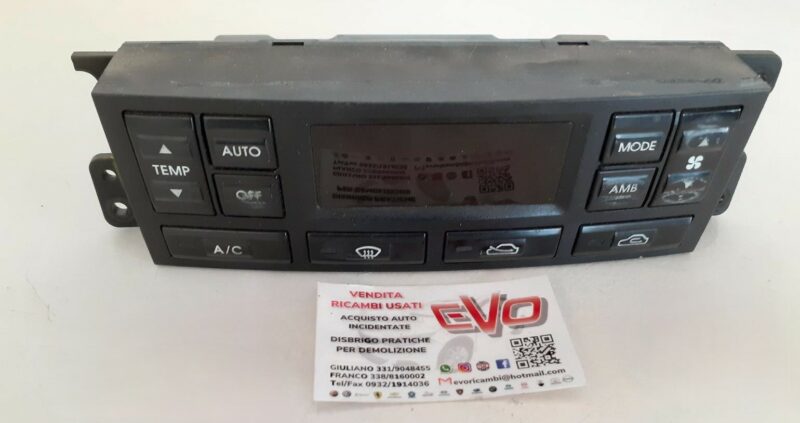 TEMP
AUTO
OFF
MODE
AMB
A/C
VENDITA
RICAMBI USATI
ACQUISTO AUTO
INCIDENTATE
DISBRIGO PRATICHE
PER DEMOLIZIONE
GIULIANO 331/9048455
FRANCO 338/8160002
Tel/Fax 0932/1914036
EVO
evoricambi@hotmail.com